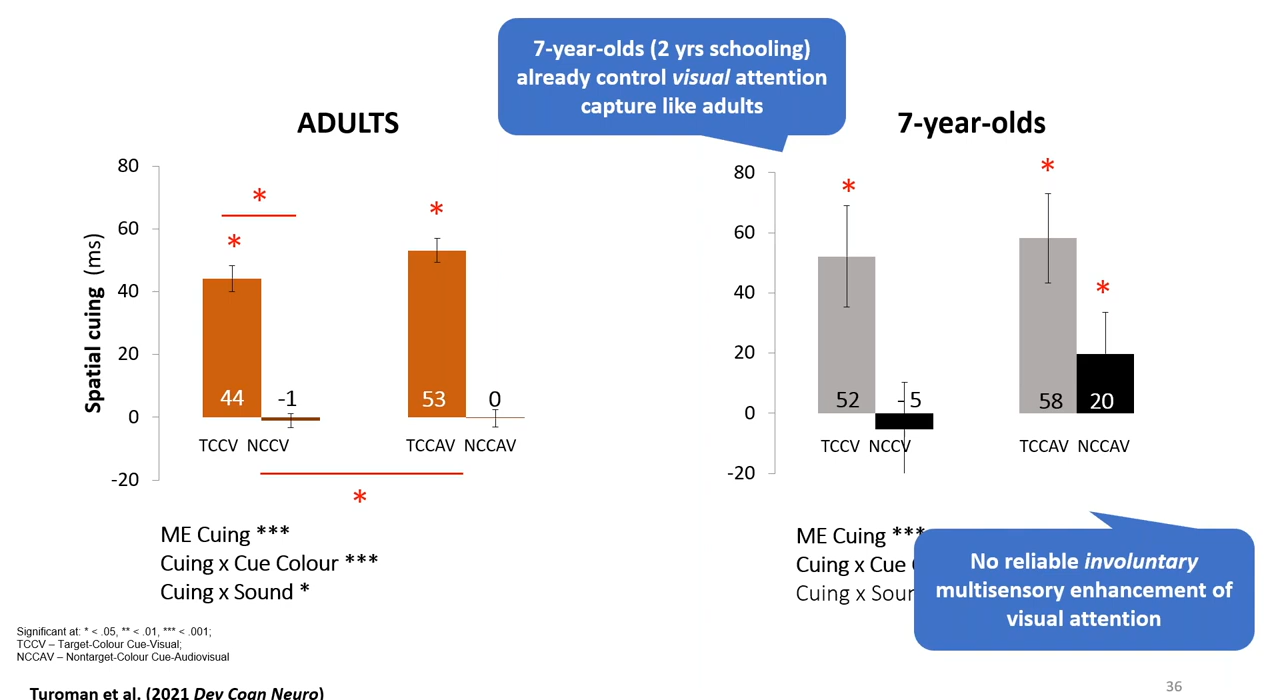 7-year-olds (2 yrs schooling)
already control visual attention
capture like adults
ADULTS
80
60
40
20
0
-20
Spatial cuing (ms)
*
*
*
44
-1
53
0
TCCV NCCV
TCCAV NCCAV
*
ME Cuing ***
Cuing x Cue Colour ***
Cuing x Sound *
7-year-olds
80
60
40
20
0
-20
*
*
*
52
-5
58
20
TCCV NCCV
TCCAV NCCAV
ME Cuing ***
Cuing x Cue
Cuing x Soun
No reliable involuntary
multisensory enhancement of
visual attention
Significant at: * < .05, ** < .01, *** < .001;
TCCV – Target-Colour Cue-Visual;
NCCAV – Nontarget-Colour Cue-Audiovisual
Turoman et al. (2021 Dev Cogn Neuro)
36